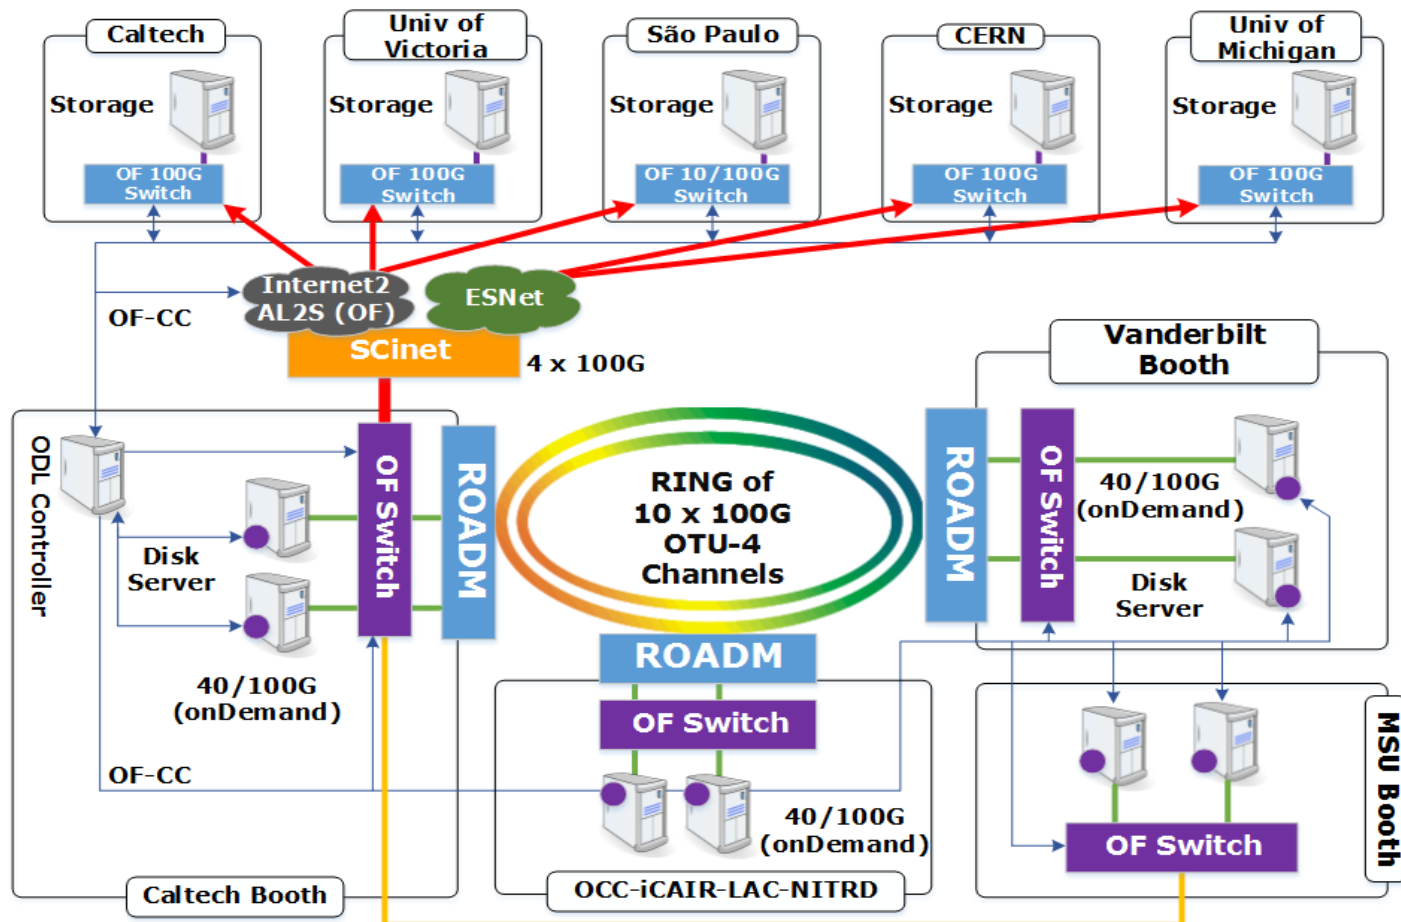 Caltech
Univ of
Victoria
São Paulo
CERN
Univ of
Michigan
Storage
Storage
Storage
Storage
Storage
OF 100G
Switch
OF 100G
Switch
OF 10/100G
Switch
OF 100G
Switch
OF 100G
Switch
Internet2
AL2S (OF)
ESNet
OF-CC
SCinet
4 x 100G
Vanderbilt
Booth
ODL Controller
OF Switch
ROADM
Disk
Server
40/100G
(onDemand)
OF-CC
Caltech Booth
RING of
10 x 100G
OTU-4
Channels
ROADM
OF Switch
40/100G
(onDemand)
OCC-iCAIR-LAC-NITRD
ROADM
OF Switch
40/100G
(onDemand)
Disk
Server
MSU Booth
OF Switch